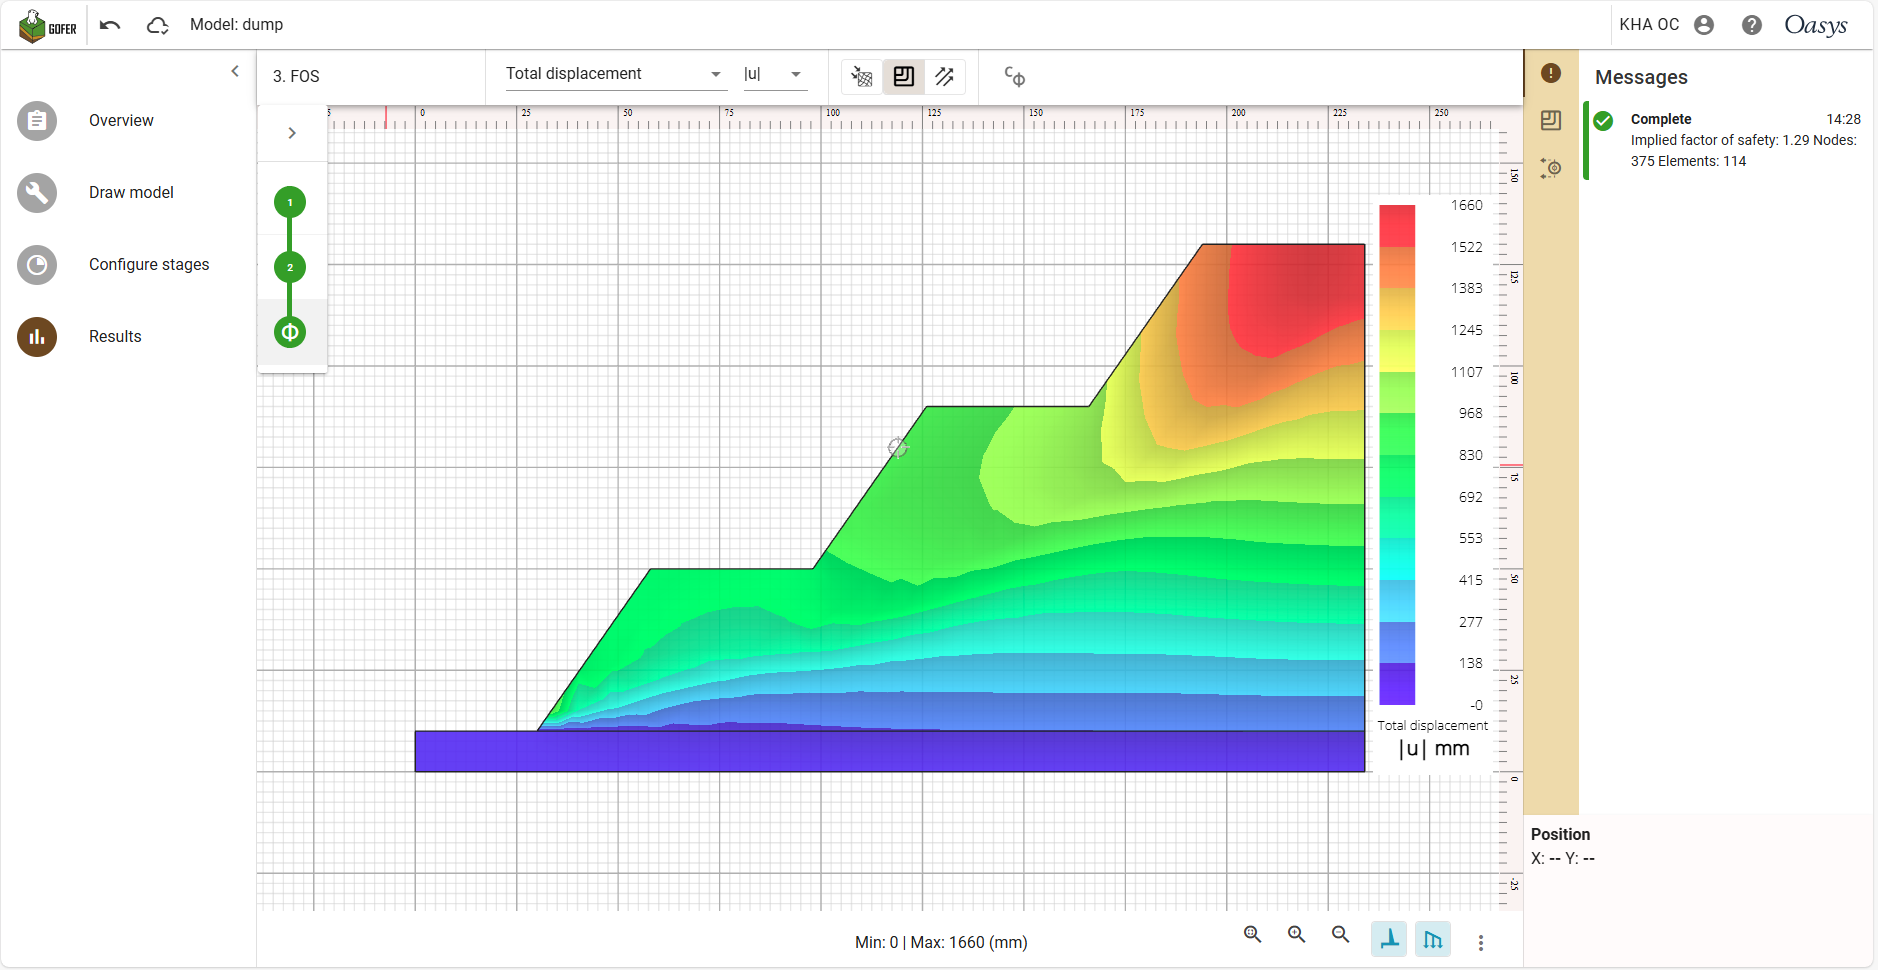 GOFER
Model: dump
KHA OC
Oasys
3. FOS
Total displacement
|u|
Messages
Overview
Draw model
Configure stages
Results
1
2
Φ
5
0
25
50
75
100
125
150
175
200
225
250
Complete
14:28
Implied factor of safety: 1.29 Nodes:
375 Elements: 114
150
125
100
75
50
25
0
-25
1660
1522
1383
1245
1107
968
830
692
553
415
277
138
-0
Total displacement
|u| mm
Position
X: -- Y: --
Min: 0 | Max: 1660 (mm)